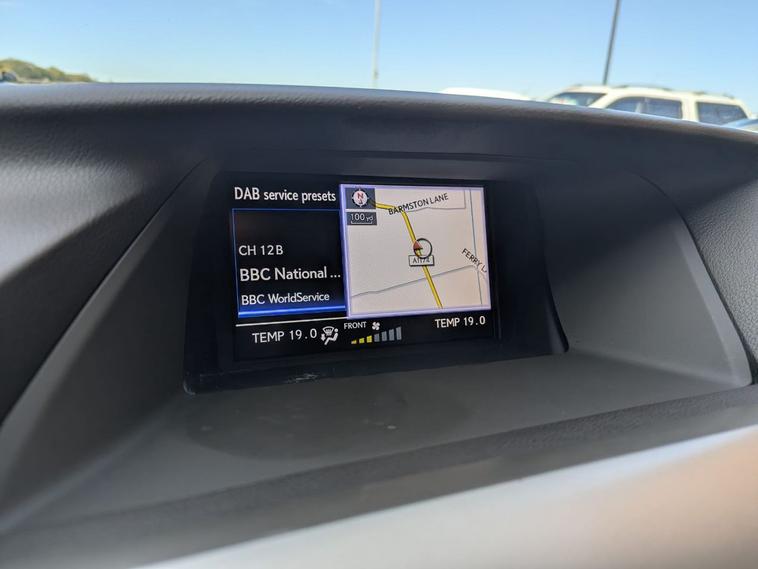 DAB service presets
CH 12B
BBC National ...
BBC WorldService
N
100 yd
BARMSTON LANE
A1174
FERRY L
TEMP 19.0
FRONT
TEMP 19.0